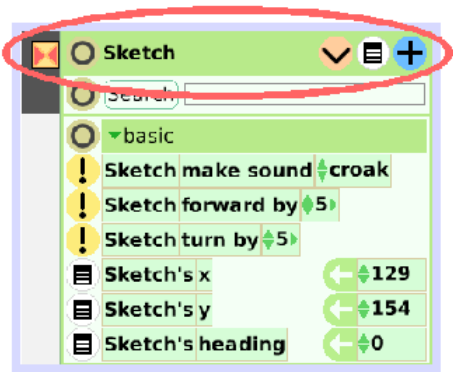 Sketch
Search
basic
! Sketch make sound croak
! Sketch forward by 5
! Sketch turn by 5
Sketch's x 129
Sketch's y 154
Sketch's heading 0